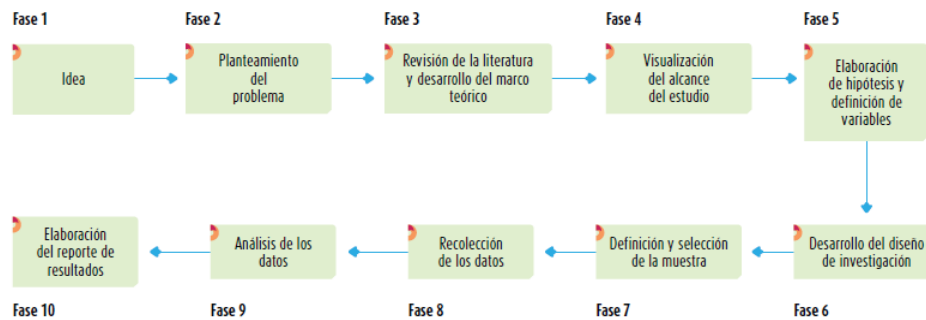 Fase 1
Fase 2
Fase 3
Fase 4
Fase 5
Idea
Planteamiento
del
problema
Revisión de la literatura
y desarrollo del marco
teórico
Visualización
del alcance
del estudio
Elaboración
de hipótesis y
definición de
variables
Elaboración
del reporte de
resultados
Análisis de los
datos
Recolección
de los datos
Definición y selección
de la muestra
Desarrollo del diseño
de investigación
Fase 10
Fase 9
Fase 8
Fase 7
Fase 6